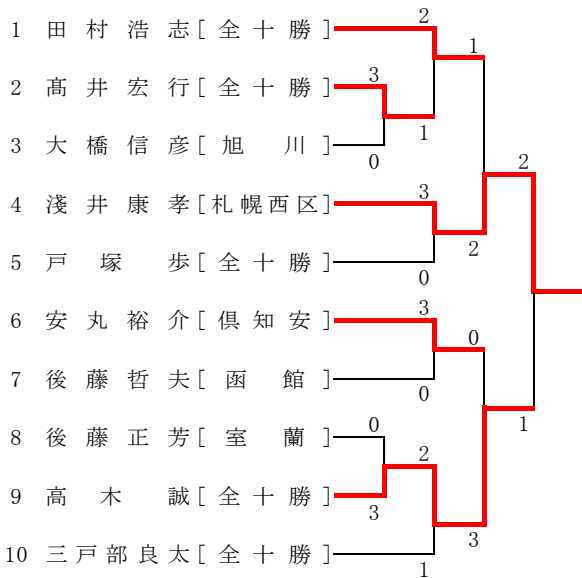 1 田村浩志[全十勝]
2 髙井宏行[全十勝]
3 大橋信彦[旭川]
4 淺井康孝[札幌西区]
5 戸塚歩[全十勝]
6 安丸裕介[倶知安]
7 後藤哲夫[函館]
8 後藤正芳[室蘭]
9 高木誠[全十勝]
10 三戸部良太[全十勝]
2
1
3
1
0
2
3
2
0
3
0
0
1
0
2
3
3
1